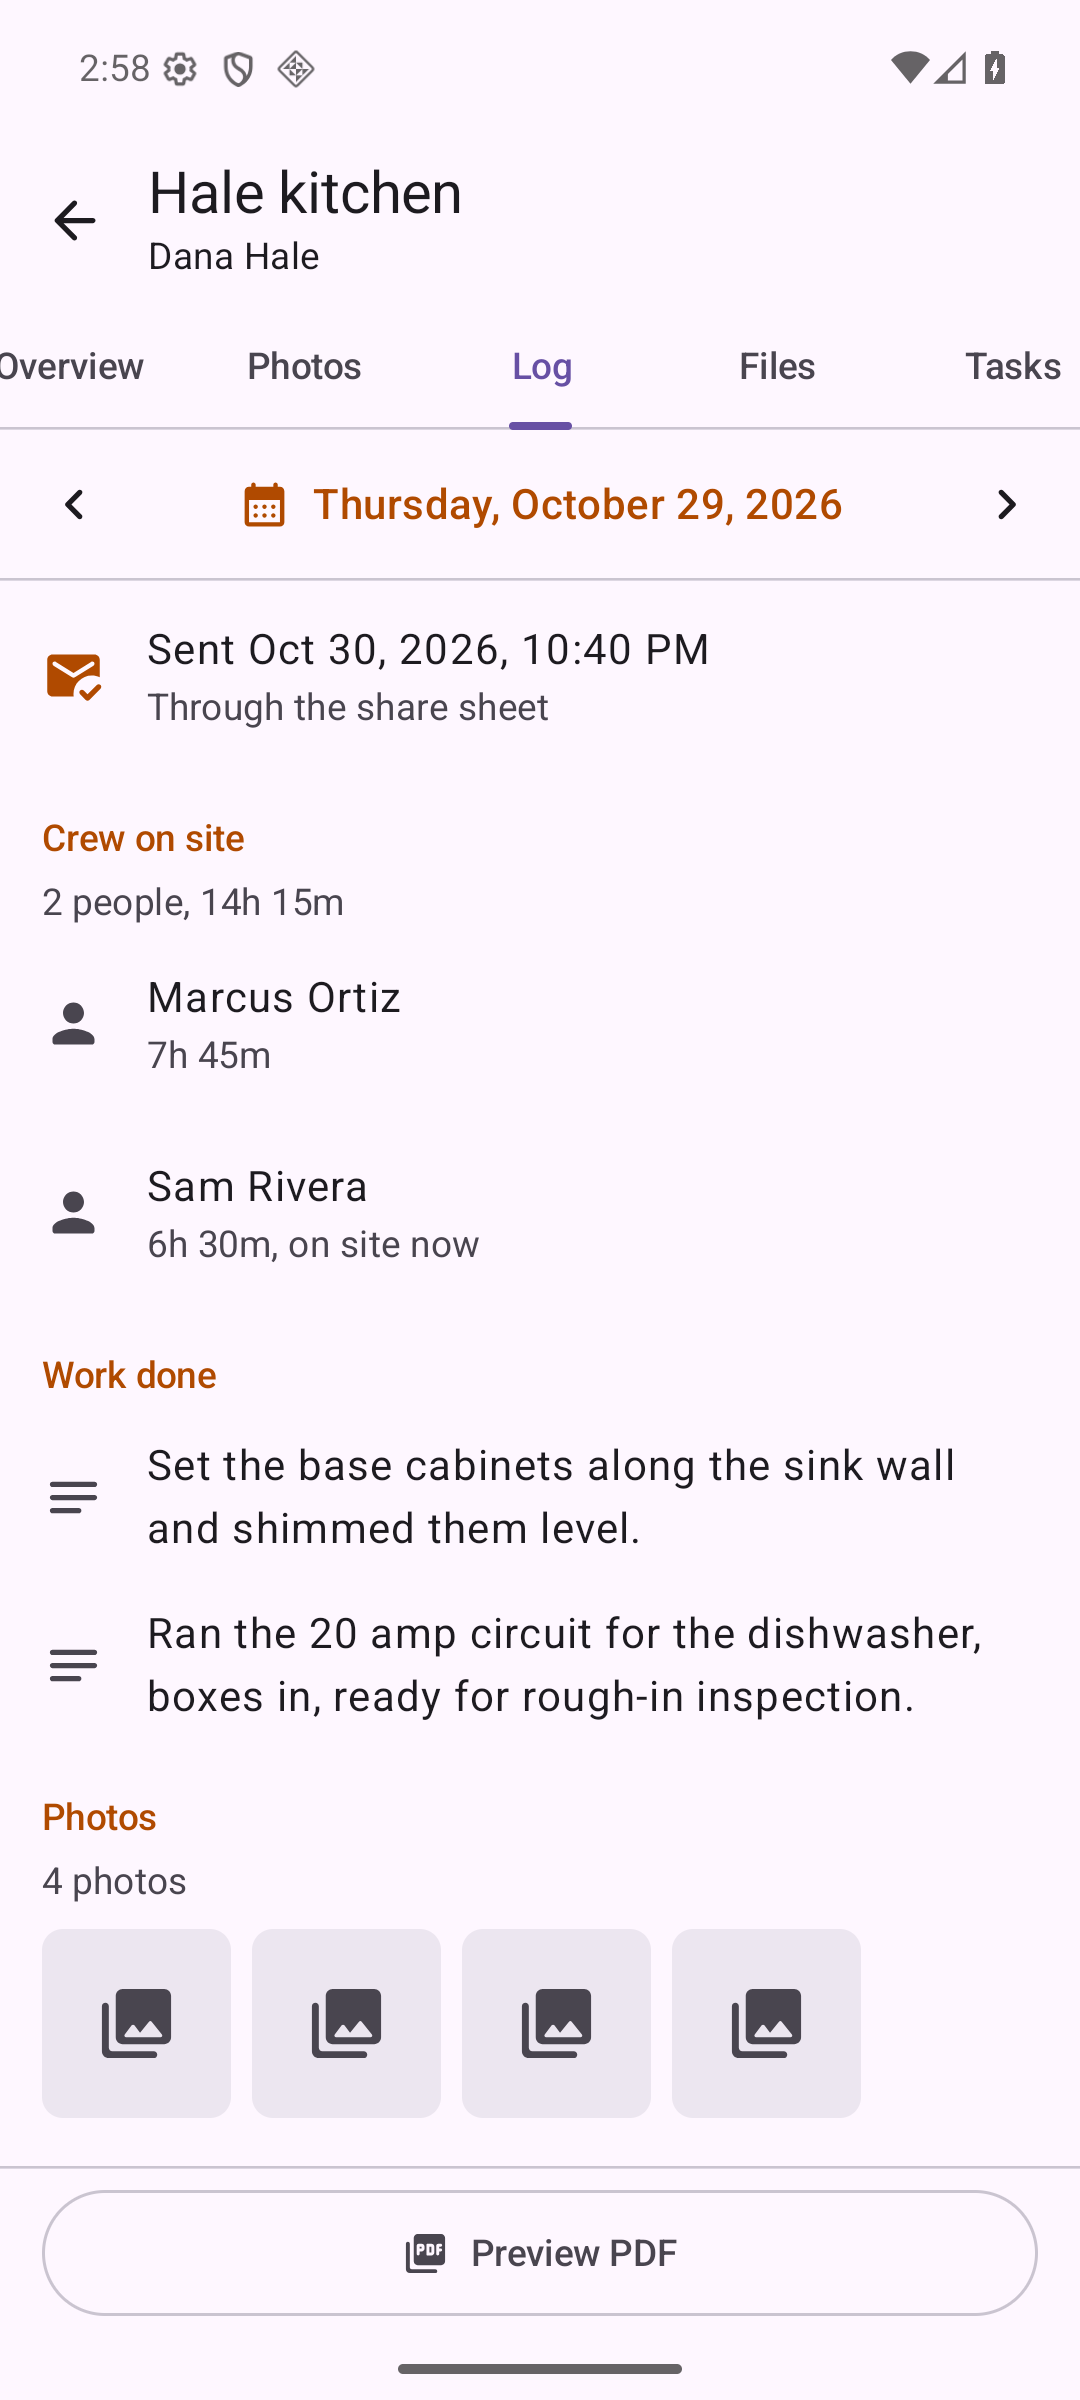 2:58
Hale kitchen
Dana Hale
Overview Photos Log Files Tasks
Thursday, October 29, 2026
Sent Oct 30, 2026, 10:40 PM
Through the share sheet
Crew on site
2 people, 14h 15m
Marcus Ortiz
7h 45m
Sam Rivera
6h 30m, on site now
Work done
Set the base cabinets along the sink wall
and shimmed them level.
Ran the 20 amp circuit for the dishwasher,
boxes in, ready for rough-in inspection.
Photos
4 photos
PDF Preview PDF